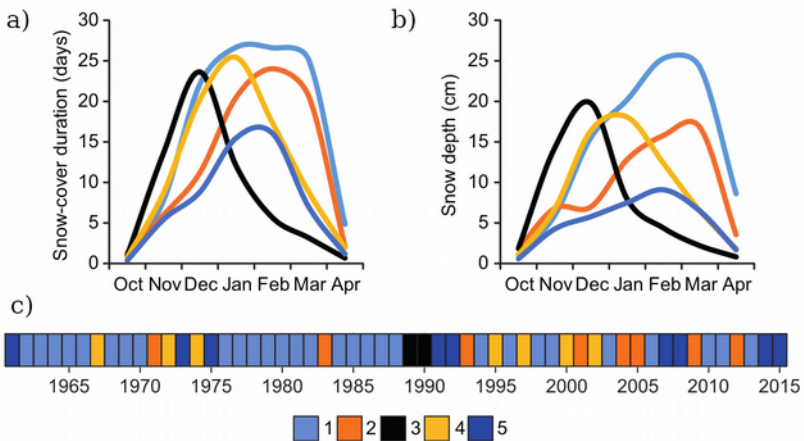 a)
Snow-cover duration (days)
30
25
20
15
10
5
0
Oct Nov Dec Jan Feb Mar Apr
b)
Snow depth (cm)
30
25
20
15
10
5
0
Oct Nov Dec Jan Feb Mar Apr
c)
1965 1970 1975 1980 1985 1990 1995 2000 2005 2010 2015
1 2 3 4 5